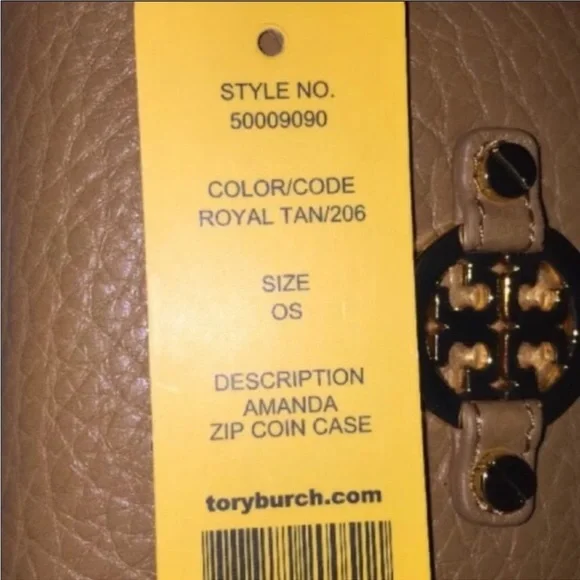 STYLE NO.
50009090
COLOR/CODE
ROYAL TAN/206
SIZE
OS
DESCRIPTION
AMANDA
ZIP COIN CASE
toryburch.com